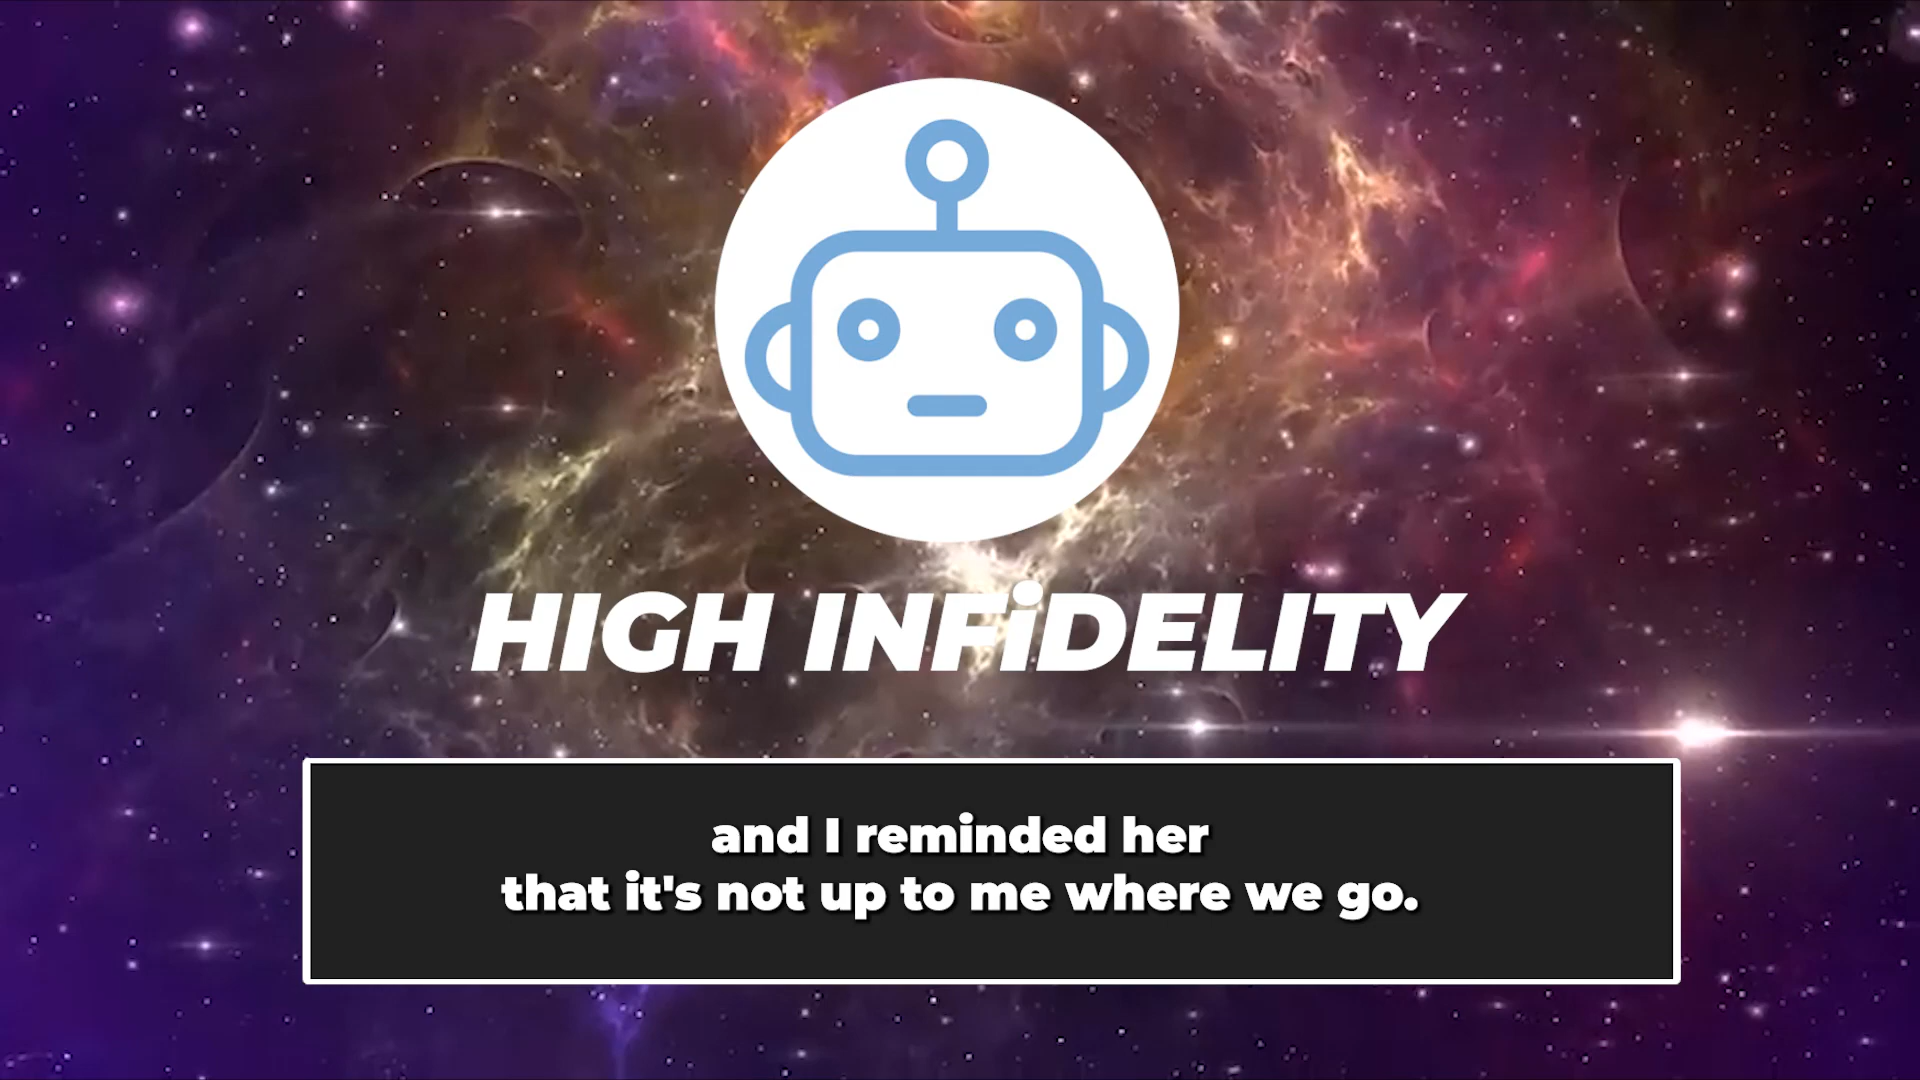 HIGH INFiDELITY
and I reminded her
that it's not up to me where we go.